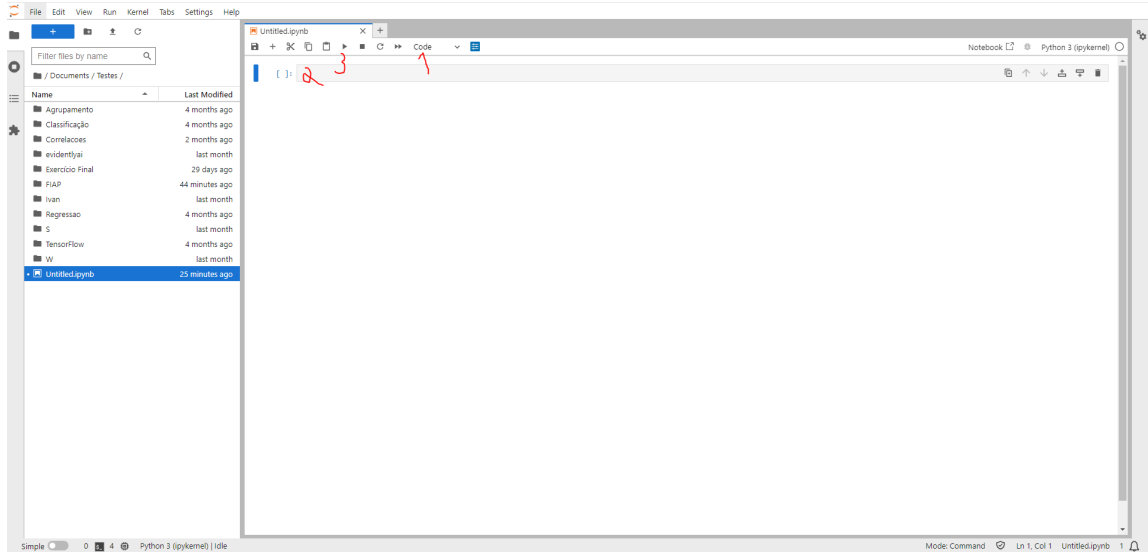 File Edit View Run Kernel Tabs Settings Help
Untitled.ipynb
Code
Notebook Python 3 (ipykernel)
Filter files by name
/ Documents / Testes /
1
2
3
[ ]:
Name Last Modified
Agrupamento 4 months ago
Classificação 4 months ago
Correlacoes 2 months ago
evidentlyai last month
Exercício Final 29 days ago
FIAP 44 minutes ago
Ivan last month
Regressao 4 months ago
S last month
TensorFlow 4 months ago
W last month
Untitled.ipynb 25 minutes ago
Simple 0 4 Python 3 (ipykernel) | Idle Mode: Command Ln 1, Col 1 Untitled.ipynb 1